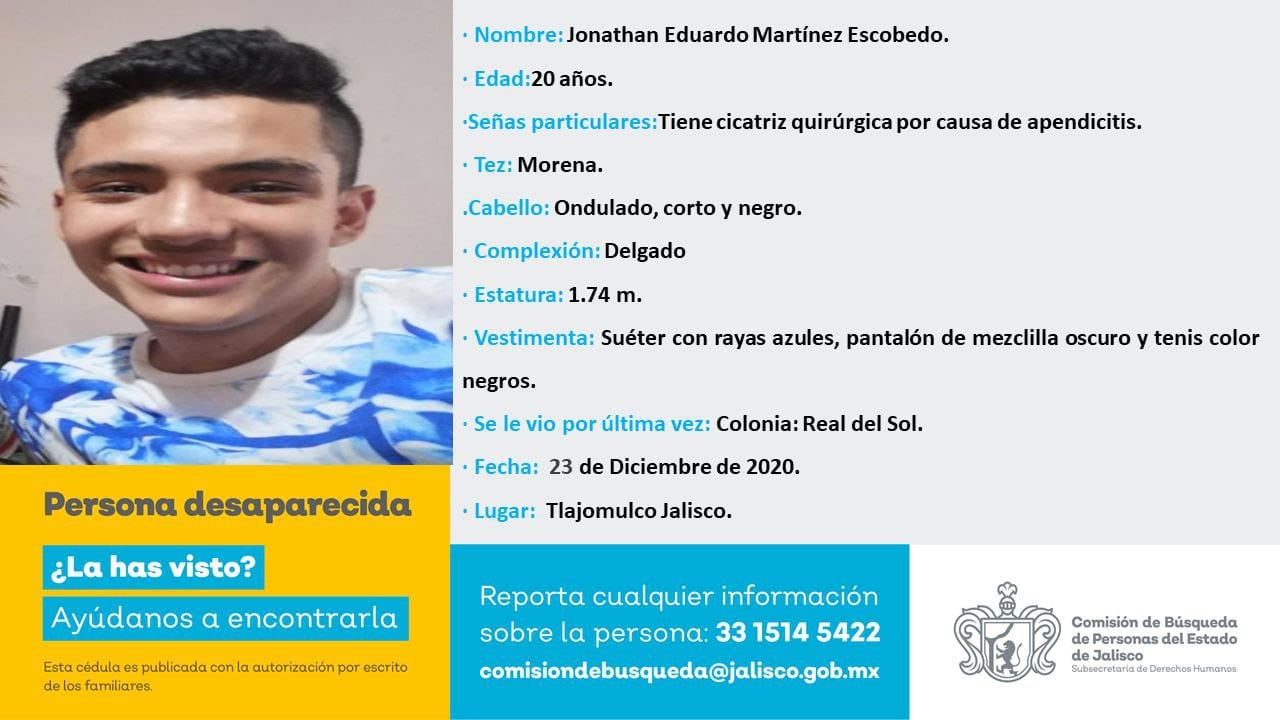 · Nombre: Jonathan Eduardo Martínez Escobedo.
· Edad:20 años.
·Señas particulares:Tiene cicatriz quirúrgica por causa de apendicitis.
· Tez: Morena.
.Cabello: Ondulado, corto y negro.
· Complexión: Delgado
· Estatura: 1.74 m.
· Vestimenta: Suéter con rayas azules, pantalón de mezclilla oscuro y tenis color
negros.
· Se le vio por última vez: Colonia: Real del Sol.
· Fecha: 23 de Diciembre de 2020.
· Lugar: Tlajomulco Jalisco.
Persona desaparecida
¿La has visto?
Ayúdanos a encontrarla
Esta cédula es publicada con la autorización por escrito
de los familiares.
Reporta cualquier información
sobre la persona: 33 1514 5422
comisiondebusqueda@jalisco.gob.mx
Comisión de Búsqueda
de Personas del Estado
de Jalisco
Subsecretaría de Derechos Humanos